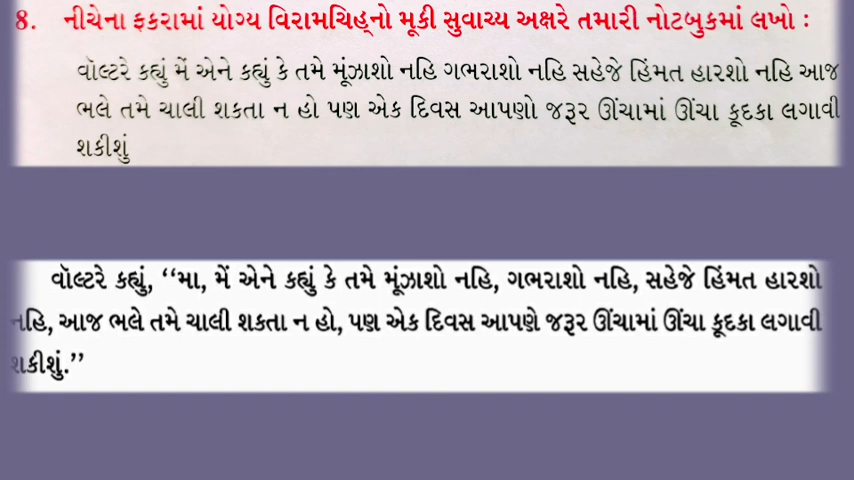 8. નીચેના ફકરામાં યોગ્ય વિરામચિહ્નો મૂકી સુવાચ્ય અક્ષરે તમારી નોટબુકમાં લખો :
વૉલ્ટરે કહ્યું મેં એને કહ્યું કે તમે મૂંઝાશો નહિ ગભરાશો નહિ સહેજે હિંમત હારશો નહિ આજ
ભલે તમે ચાલી શકતા ન હો પણ એક દિવસ આપણો જરૂર ઊંચામાં ઊંચા કૂદકા લગાવી
શકીશું
વૉલ્ટરે કહ્યું, ‘‘મા, મેં એને કહ્યું કે તમે મૂંઝાશો નહિ, ગભરાશો નહિ, સહેજે હિંમત હારશો
નહિ, આજ ભલે તમે ચાલી શકતા ન હો, પણ એક દિવસ આપણે જરૂર ઊંચામાં ઊંચા કૂદકા લગાવી
શકીશું.’’